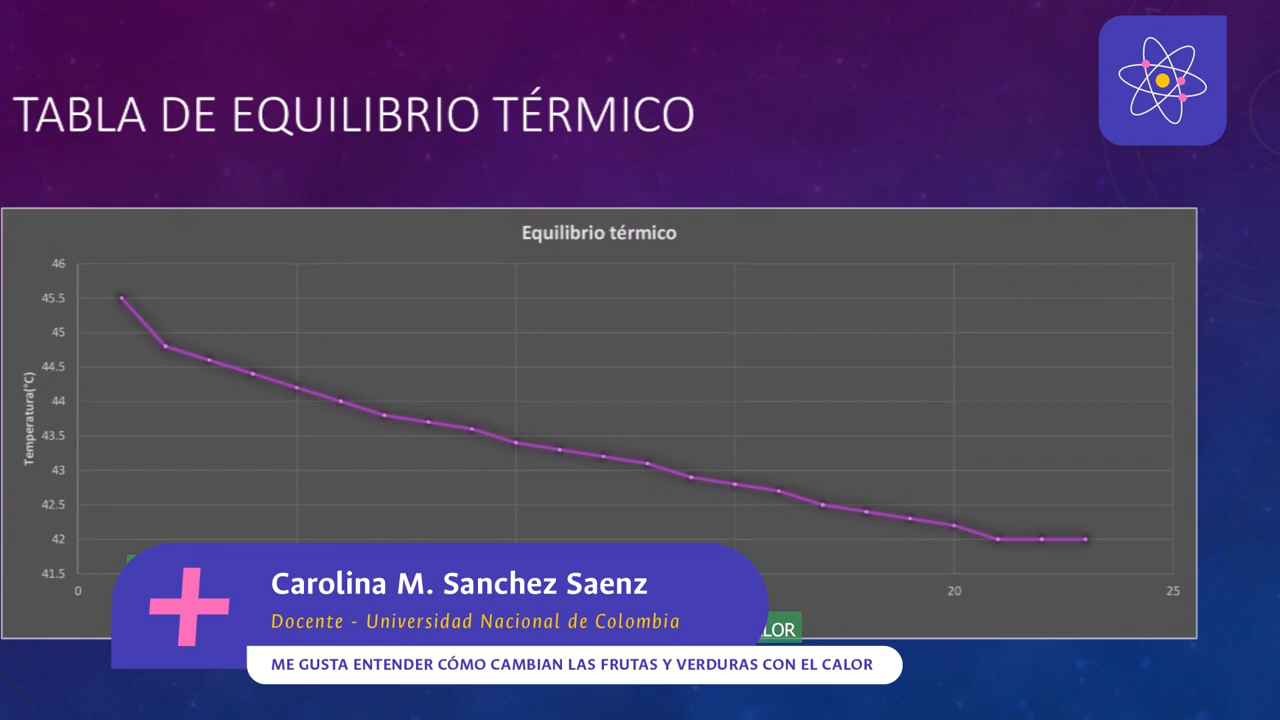 TABLA DE EQUILIBRIO TÉRMICO
Equilibrio térmico
Temperatura(°C)
46
45.5
45
44.5
44
43.5
43
42.5
42
41.5
0
20
25
LOR
Carolina M. Sanchez Saenz
Docente - Universidad Nacional de Colombia
ME GUSTA ENTENDER CÓMO CAMBIAN LAS FRUTAS Y VERDURAS CON EL CALOR